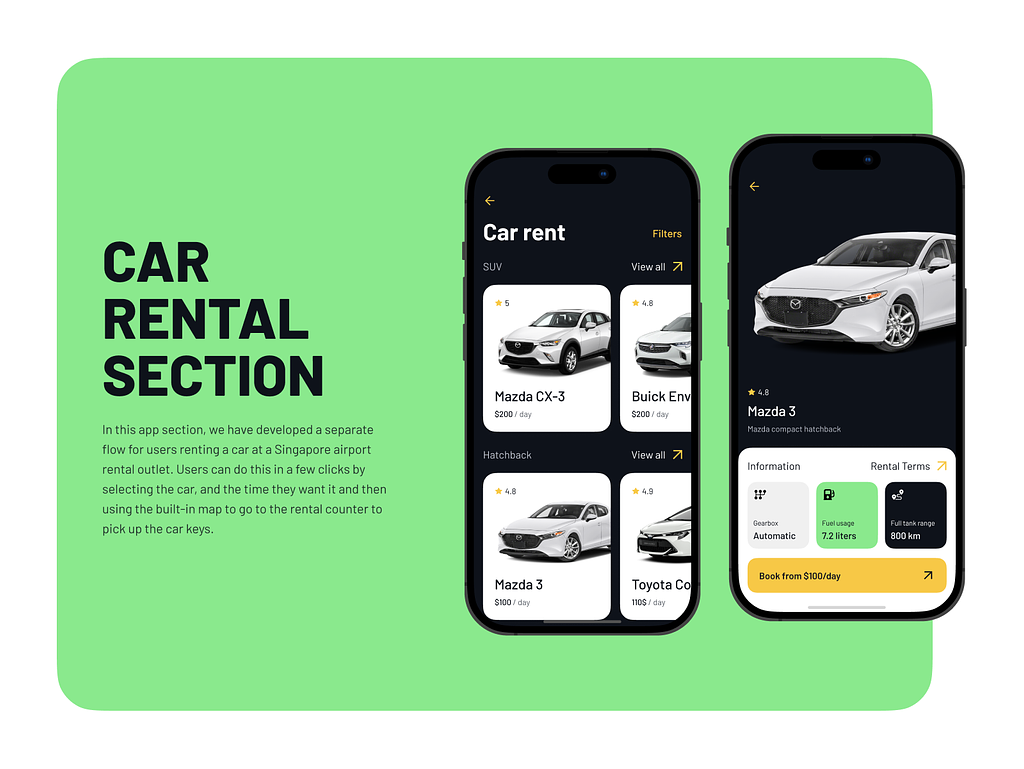 CAR
RENTAL
SECTION
In this app section, we have developed a separate
flow for users renting a car at a Singapore airport
rental outlet. Users can do this in a few clicks by
selecting the car, and the time they want it and then
using the built-in map to go to the rental counter to
pick up the car keys.
Car rent
Filters
SUV
View all
5
4.8
Mazda CX-3
Buick Env
$200 / day
$200 / day
Hatchback
View all
4.8
4.9
Mazda 3
Toyota Co
$100 / day
110$ / day
4.8
Mazda 3
Mazda compact hatchback
Information
Rental Terms
Gearbox
Automatic
Fuel usage
7.2 liters
Full tank range
800 km
Book from $100/day